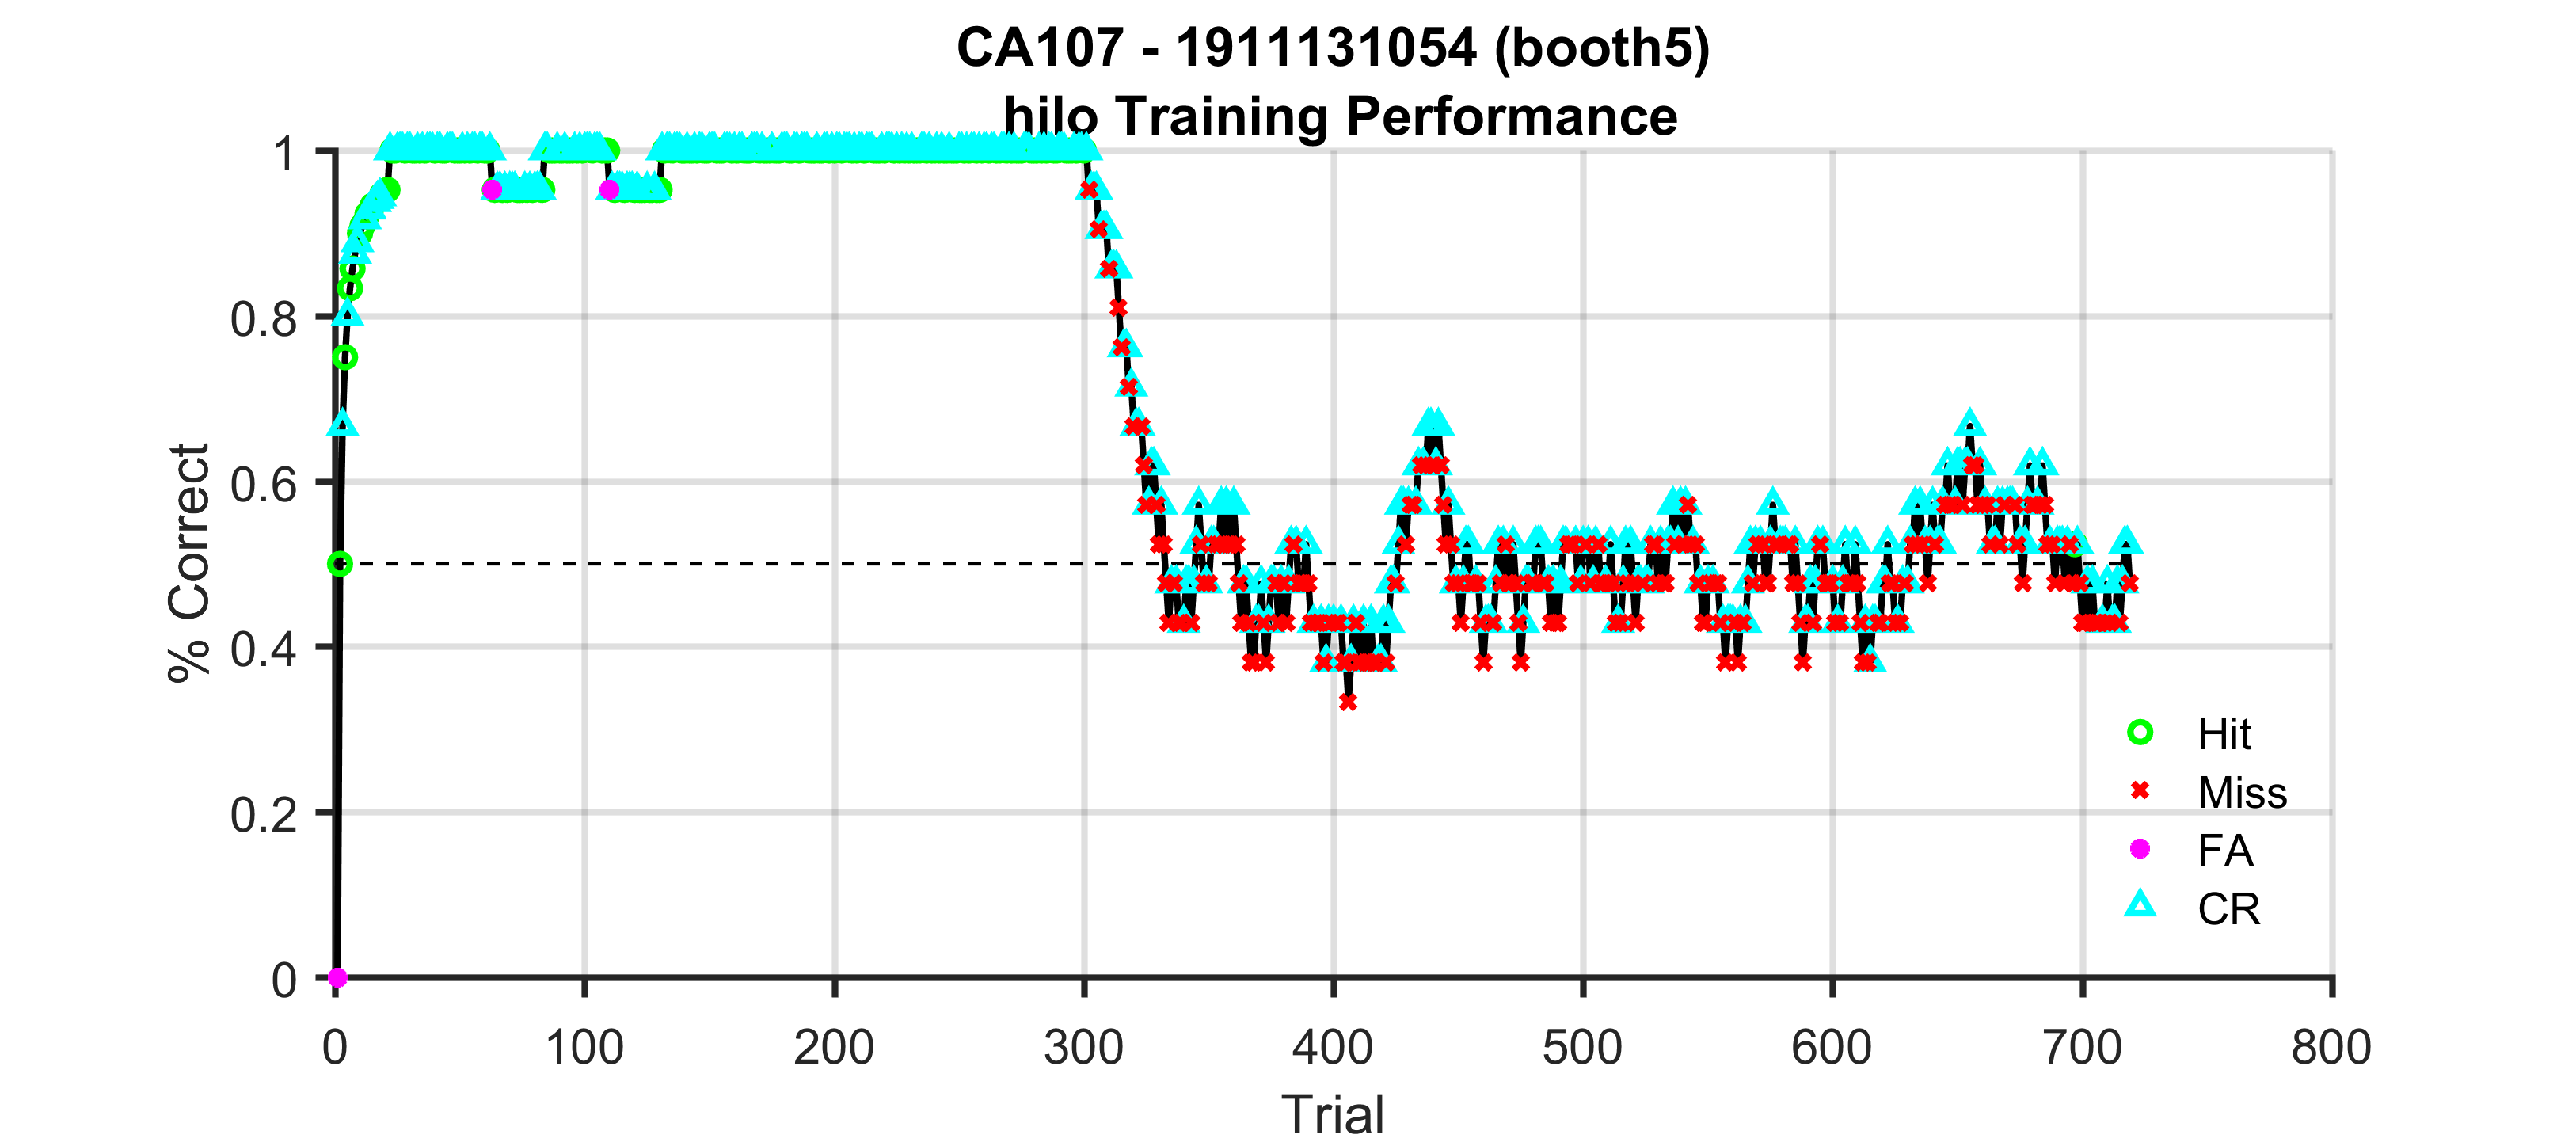 CA107 - 1911131054 (booth5)
hilo Training Performance
% Correct
1
0.8
0.6
0.4
0.2
0
0 100 200 300 400 500 600 700 800
Trial
Hit
Miss
FA
CR